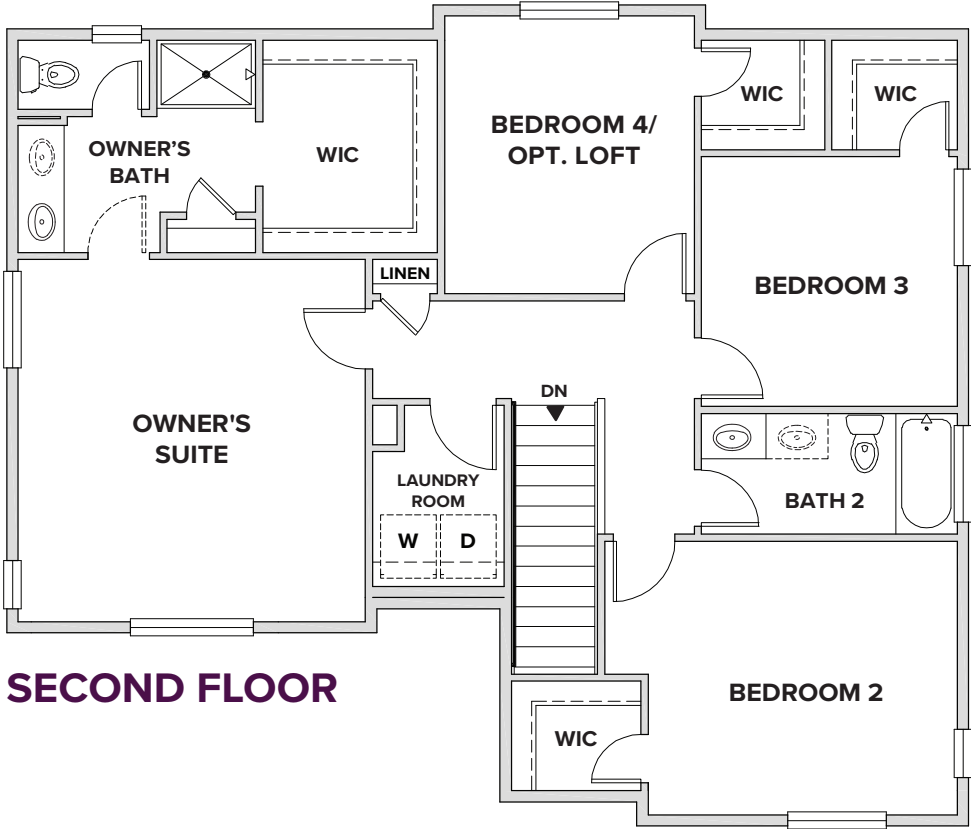 BEDROOM 4/
OPT. LOFT
WIC
WIC
OWNER’S
BATH
WIC
LINEN
BEDROOM 3
DN
OWNER'S
SUITE
LAUNDRY
ROOM
W
D
BATH 2
SECOND FLOOR
BEDROOM 2
WIC